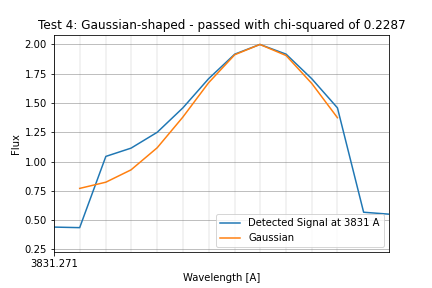 Test 4: Gaussian-shaped - passed with chi-squared of 0.2287
2.00
1.75
1.50
1.25
1.00
0.75
0.50
0.25
Flux
Detected Signal at 3831 A
Gaussian
3831.271
Wavelength [A]